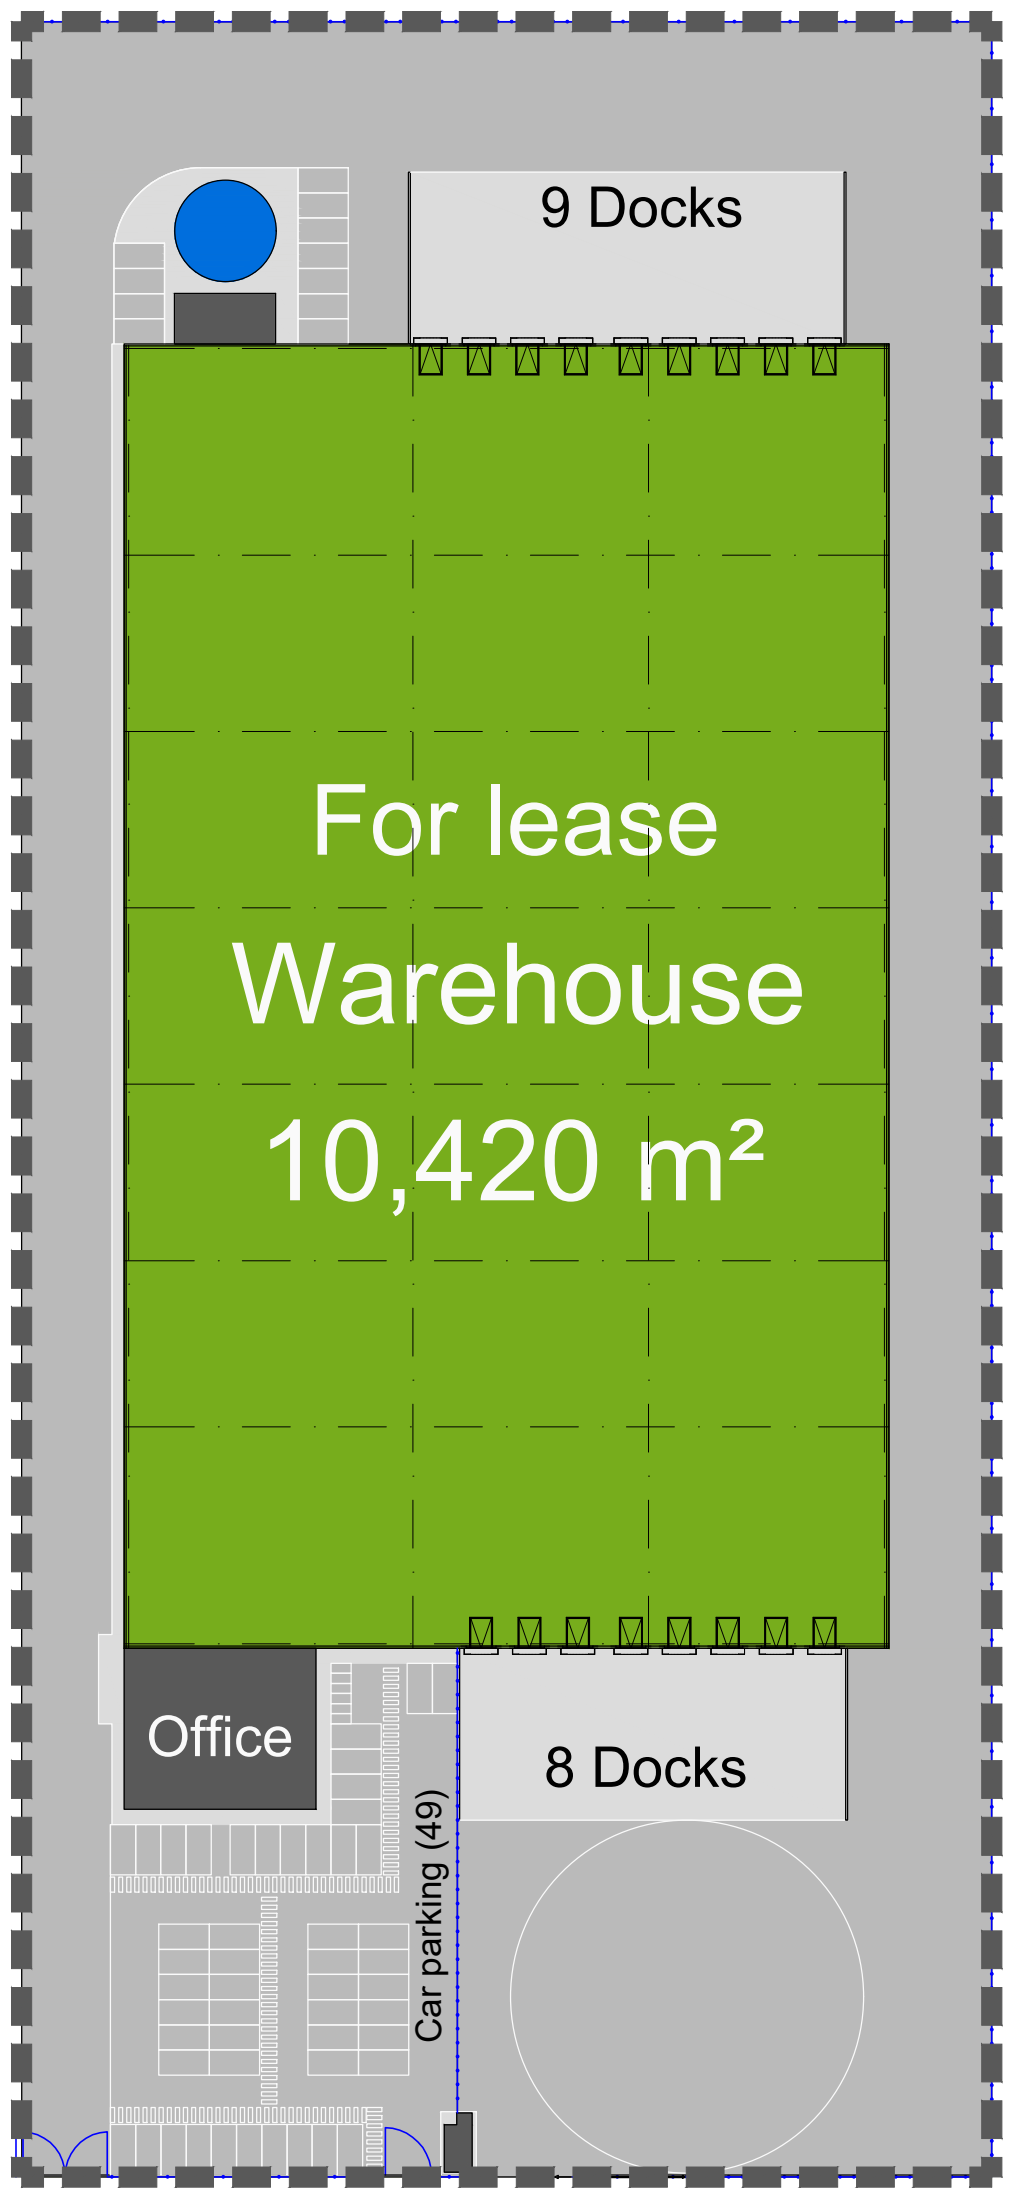 9 Docks
For lease
Warehouse
10,420 m²
Office
8 Docks
Car parking (49)